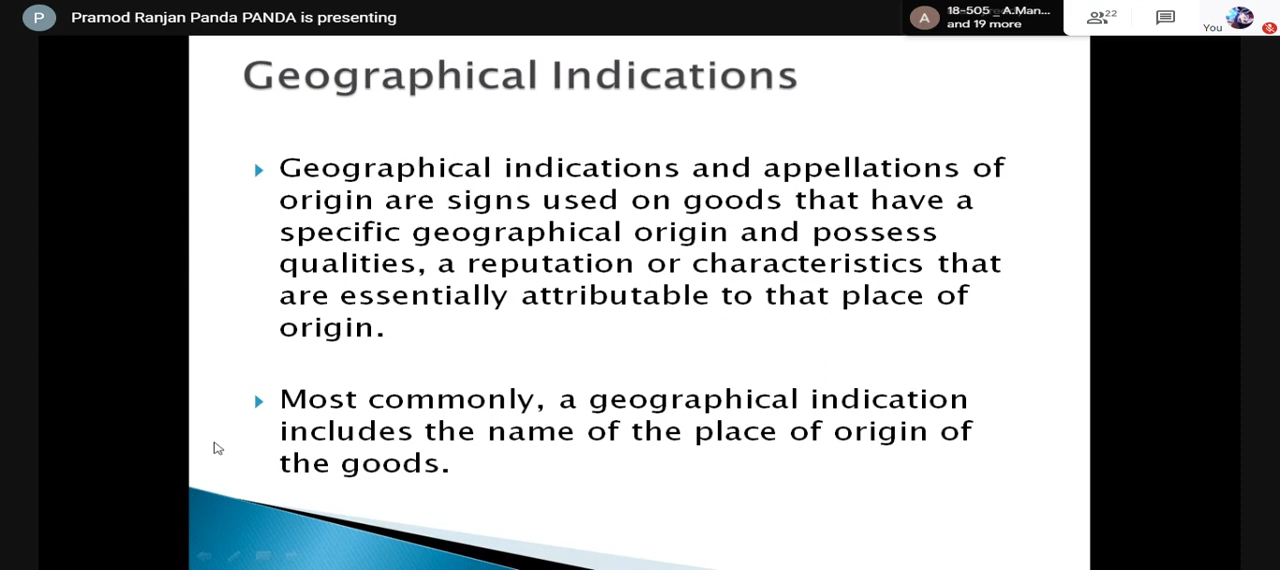 P
Pramod Ranjan Panda PANDA is presenting
A
18-505_A.Man...
and 19 more
22
You
Geographical Indications
Geographical indications and appellations of
origin are signs used on goods that have a
specific geographical origin and possess
qualities, a reputation or characteristics that
are essentially attributable to that place of
origin.
Most commonly, a geographical indication
includes the name of the place of origin of
the goods.